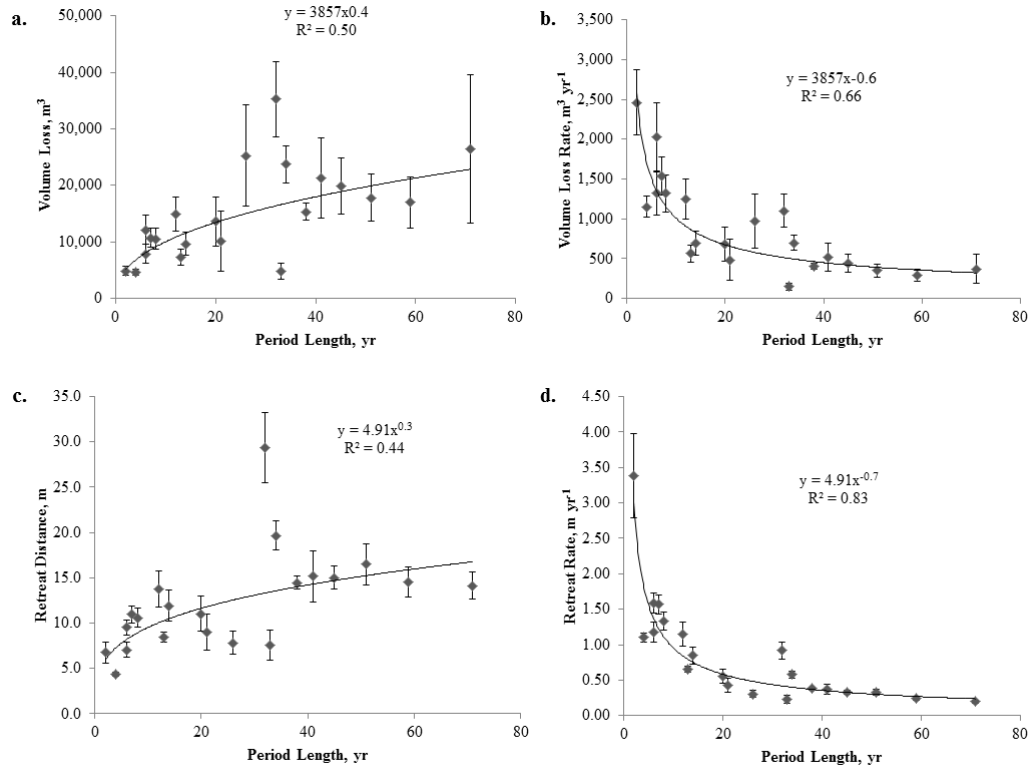 a.
y = 3857x0.4
R² = 0.50
50,000
40,000
30,000
20,000
10,000
0
Volume Loss, m³
0 20 40 60 80
Period Length, yr
b.
y = 3857x-0.6
R² = 0.66
3,500
3,000
2,500
2,000
1,500
1,000
500
0
Volume Loss Rate, m³ yr⁻¹
0 20 40 60 80
Period Length, yr
c.
y = 4.91x⁰·³
R² = 0.44
35.0
30.0
25.0
20.0
15.0
10.0
5.0
0.0
Retreat Distance, m
0 20 40 60 80
Period Length, yr
d.
y = 4.91x⁻⁰·⁷
R² = 0.83
4.50
4.00
3.50
3.00
2.50
2.00
1.50
1.00
0.50
0.00
Retreat Rate, m yr⁻¹
0 20 40 60 80
Period Length, yr